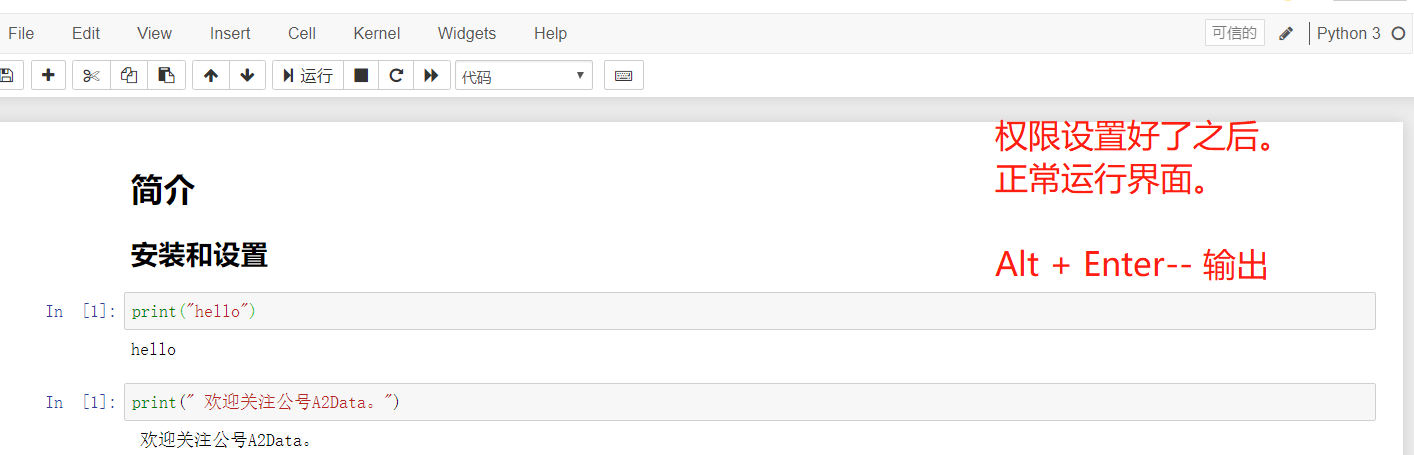 File Edit View Insert Cell Kernel Widgets Help 可信的 Python 3
运行 代码
权限设置好了之后。
正常运行界面。
简介
安装和设置
Alt + Enter-- 输出
In [1]: print("hello")
hello
In [1]: print(" 欢迎关注公号A2Data。")
欢迎关注公号A2Data。